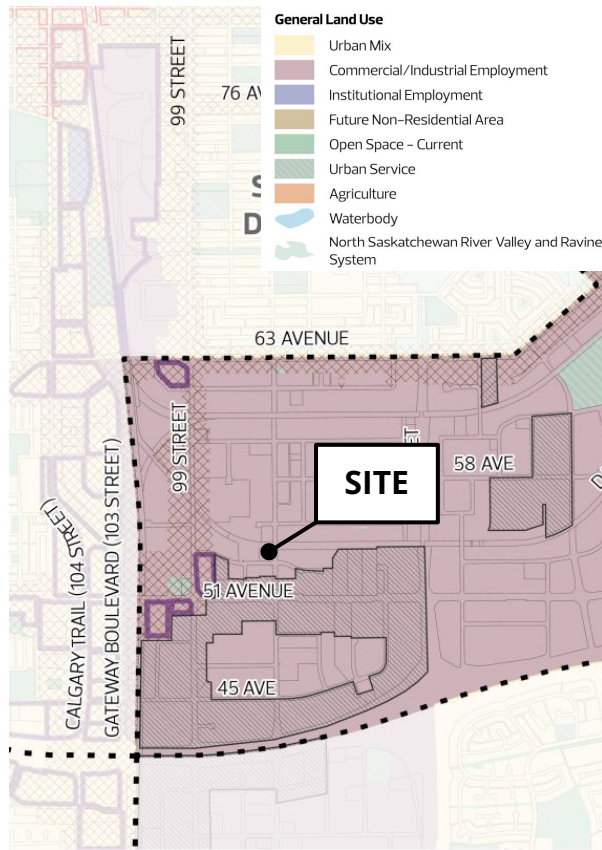 General Land Use
Urban Mix
Commercial/Industrial Employment
Institutional Employment
Future Non-Residential Area
Open Space - Current
Urban Service
Agriculture
Waterbody
North Saskatchewan River Valley and Ravine
System
99 STREET
76 AV
S
D
63 AVENUE
99 STREET
ET
58 AVE
SITE
D
CALGARY TRAIL (104 STREET)
GATEWAY BOULEVARD (103 STREET)
51 AVENUE
45 AVE